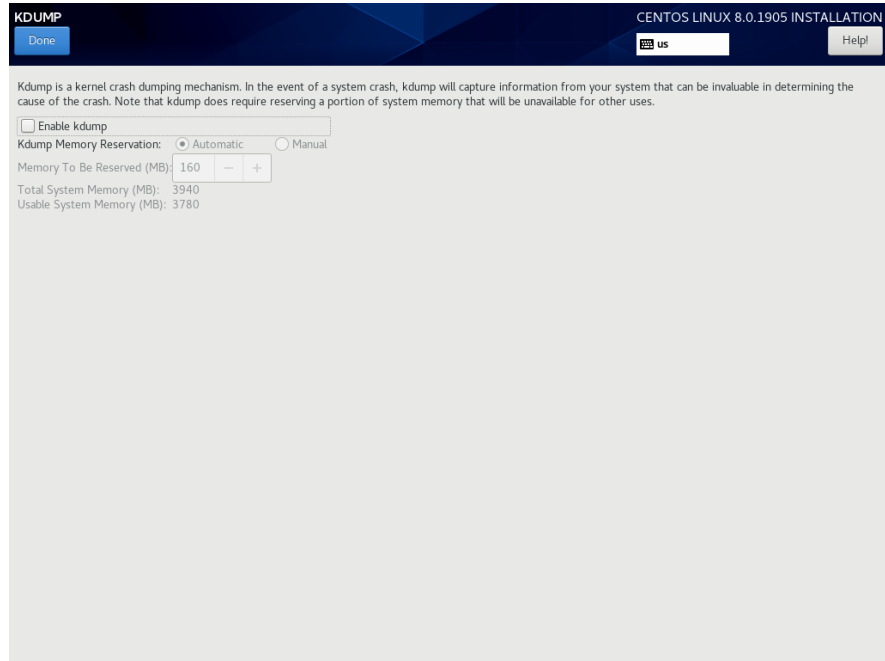 KDUMP
CENTOS LINUX 8.0.1905 INSTALLATION
Done
us
Help!
Kdump is a kernel crash dumping mechanism. In the event of a system crash, kdump will capture information from your system that can be invaluable in determining the
cause of the crash. Note that kdump does require reserving a portion of system memory that will be unavailable for other uses.
Enable kdump
Kdump Memory Reservation: Automatic Manual
Memory To Be Reserved (MB): 160 − +
Total System Memory (MB): 3940
Usable System Memory (MB): 3780